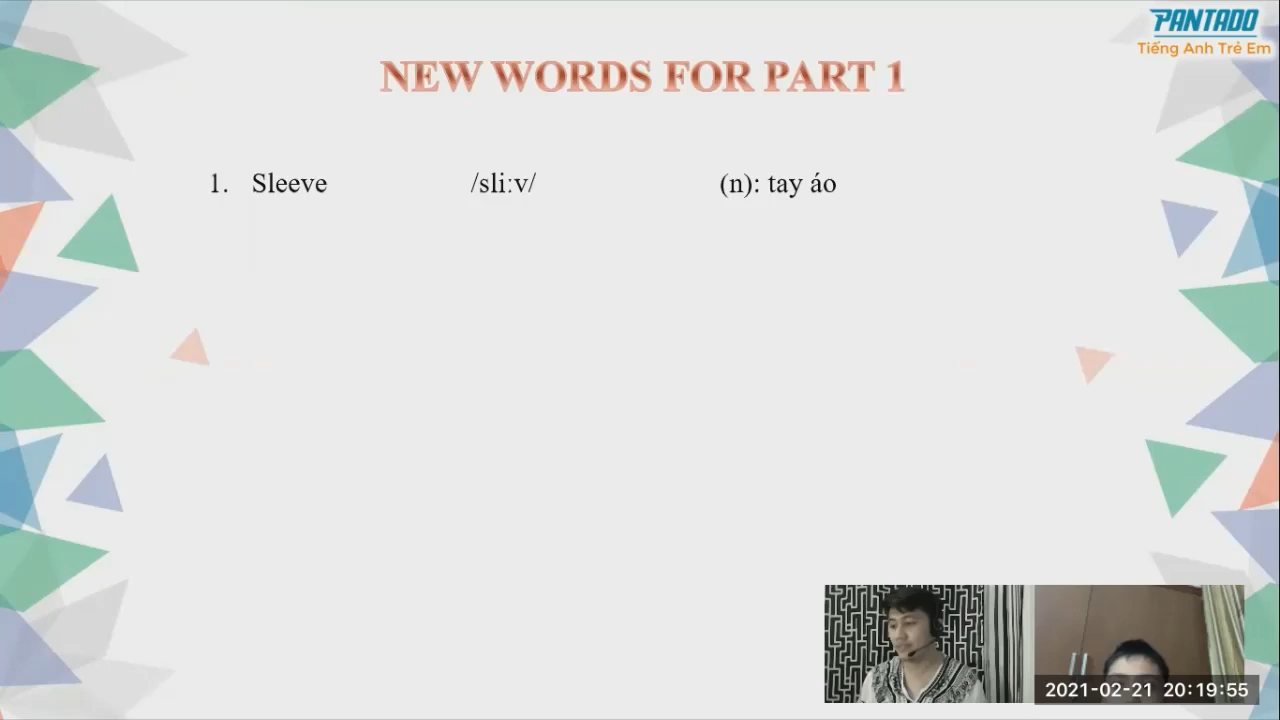 PANTADO
Tiếng Anh Trẻ Em
NEW WORDS FOR PART 1
1. Sleeve /sliːv/ (n): tay áo
2021-02-21 20:19:55